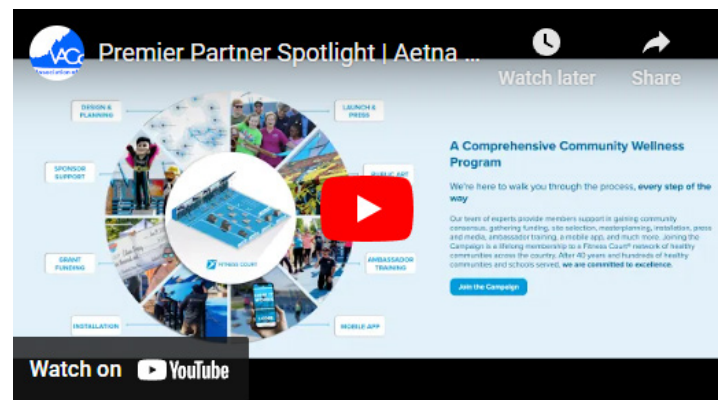 VACo
Association of
Premier Partner Spotlight | Aetna ...
Watch later
Share
DESIGN &
PLANNING
LAUNCH &
PRESS
SPONSOR
SUPPORT
PUBLIC ART
GRANT
FUNDING
AMBASSADOR
TRAINING
INSTALLATION
MOBILE APP
FITNESS COURT
A Comprehensive Community Wellness
Program
We're here to walk you through the process, every step of the
way
Our team of experts provide members support in gaining community
consensus, gathering funding, site selection, masterplanning, installation, press
and media, ambassador training, a mobile app, and much more. Joining the
Campaign is a lifelong membership to a Fitness Court® network of healthy
communities across the country. After 40 years and hundreds of healthy
communities and schools served, we are committed to excellence.
Join the Campaign
Watch on YouTube